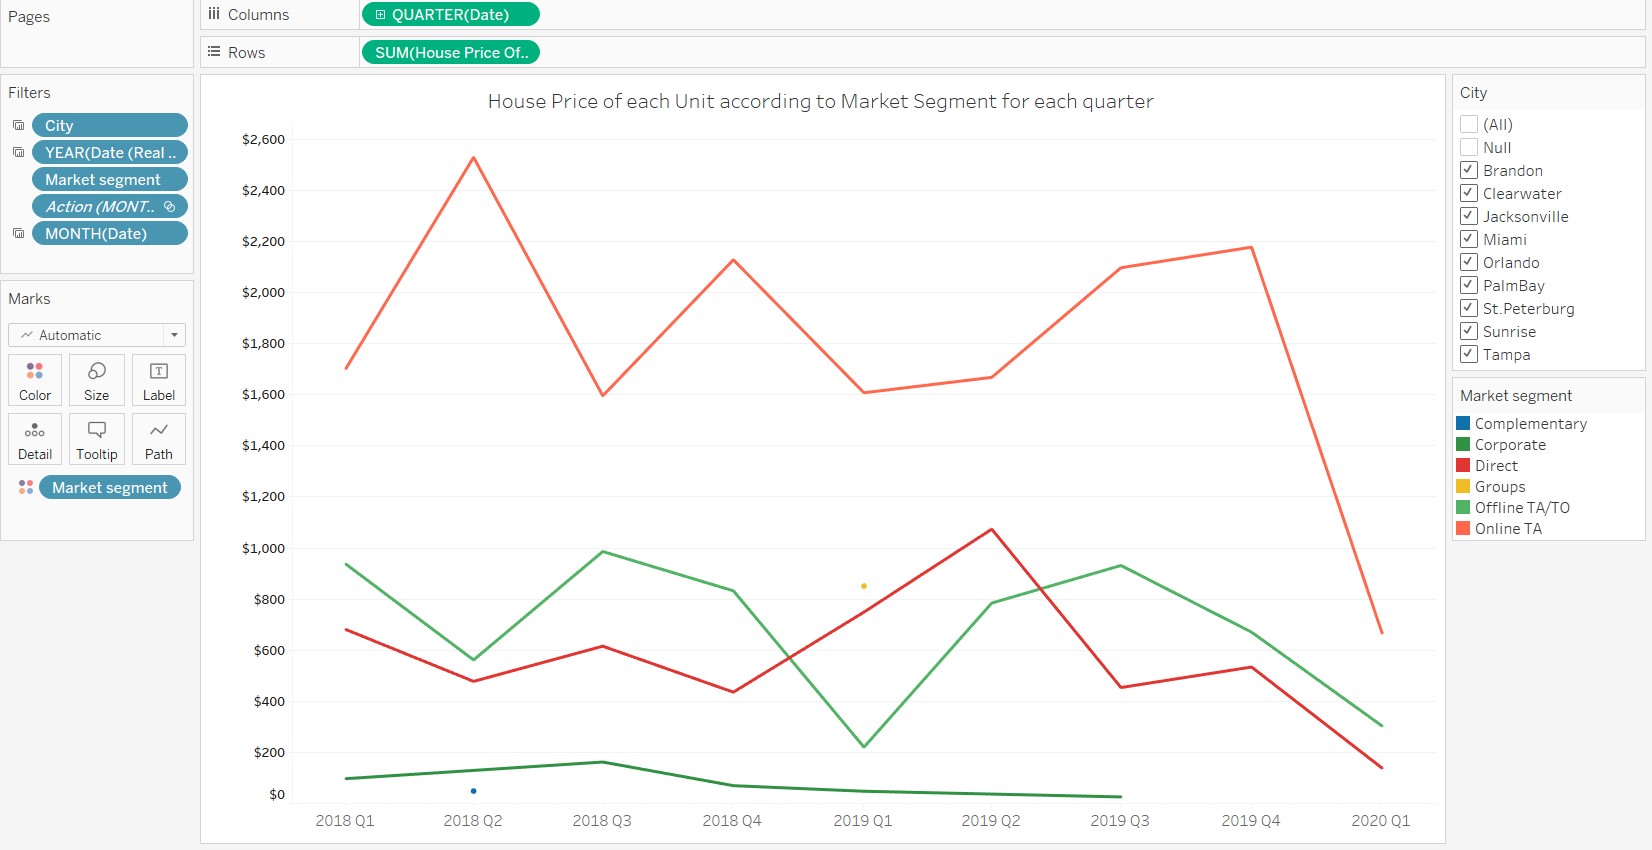 Pages
Columns
QUARTER(Date)
Rows
SUM(House Price Of..
Filters
City
YEAR(Date (Real ..
Market segment
Action (MONT..
MONTH(Date)
Marks
Automatic
Color Size Label
Detail Tooltip Path
Market segment
House Price of each Unit according to Market Segment for each quarter
$2,600
$2,400
$2,200
$2,000
$1,800
$1,600
$1,400
$1,200
$1,000
$800
$600
$400
$200
$0
2018 Q1 2018 Q2 2018 Q3 2018 Q4 2019 Q1 2019 Q2 2019 Q3 2019 Q4 2020 Q1
City
(All)
Null
Brandon
Clearwater
Jacksonville
Miami
Orlando
PalmBay
St.Peterburg
Sunrise
Tampa
Market segment
Complementary
Corporate
Direct
Groups
Offline TA/TO
Online TA